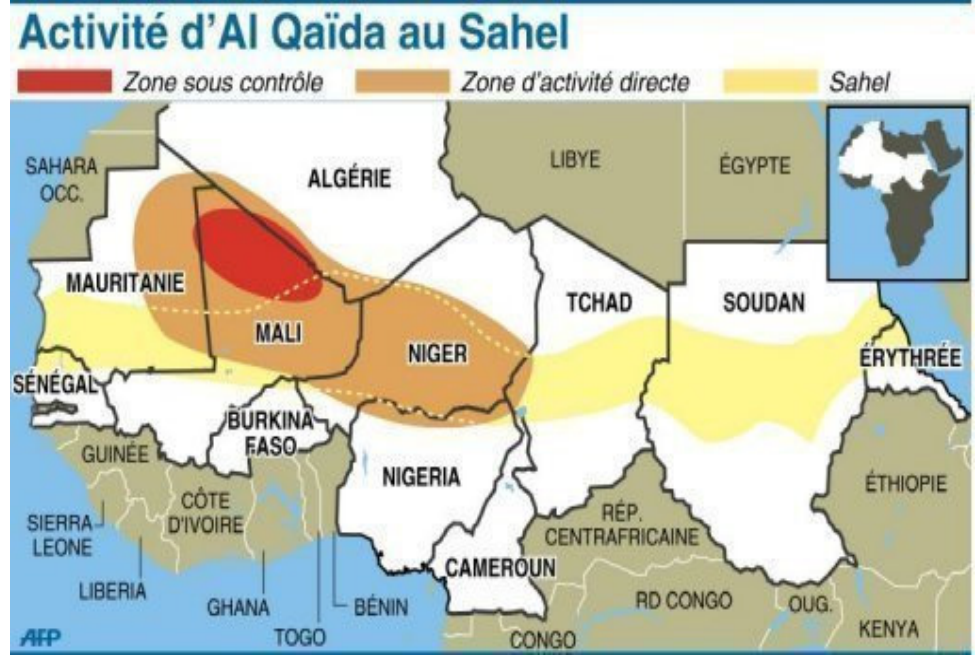 Activité d'Al Qaïda au Sahel
Zone sous contrôle
Zone d'activité directe
Sahel
SAHARA
OCC.
ALGÉRIE
LIBYE
ÉGYPTE
MAURITANIE
MALI
NIGER
TCHAD
SOUDAN
ÉRYTHRÉE
SÉNÉGAL
BURKINA
FASO
GUINÉE
NIGERIA
ÉTHIOPIE
CÔTE
D'IVOIRE
SIERRA
LEONE
RÉP.
CENTRAFRICAINE
CAMEROUN
LIBERIA
GHANA
BÉNIN
RD CONGO
OUG.
TOGO
CONGO
KENYA
AFP